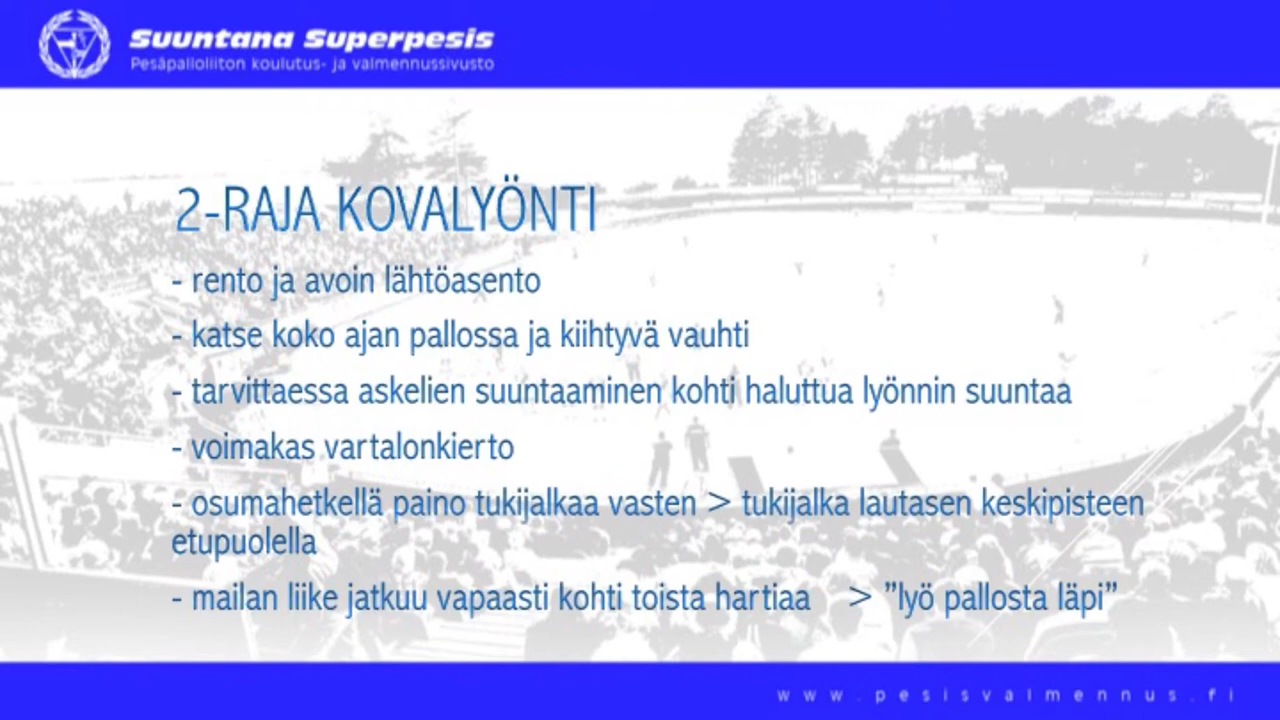 Suuntana Superpesis
Pesäpalloliiton koulutus- ja valmennussivusto
2-RAJA KOVALYÖNTI
- rento ja avoin lähtöasento
- katse koko ajan pallossa ja kiihtyvä vauhti
- tarvittaessa askelien suuntaaminen kohti haluttua lyönnin suuntaa
- voimakas vartalonkierto
- osumahetkellä paino tukijalkaa vasten > tukijalka lautasen keskipisteen
etupuolella
- mailan liike jatkuu vapaasti kohti toista hartiaa > ”lyö pallosta läpi”
www.pesisvalmennus.fi